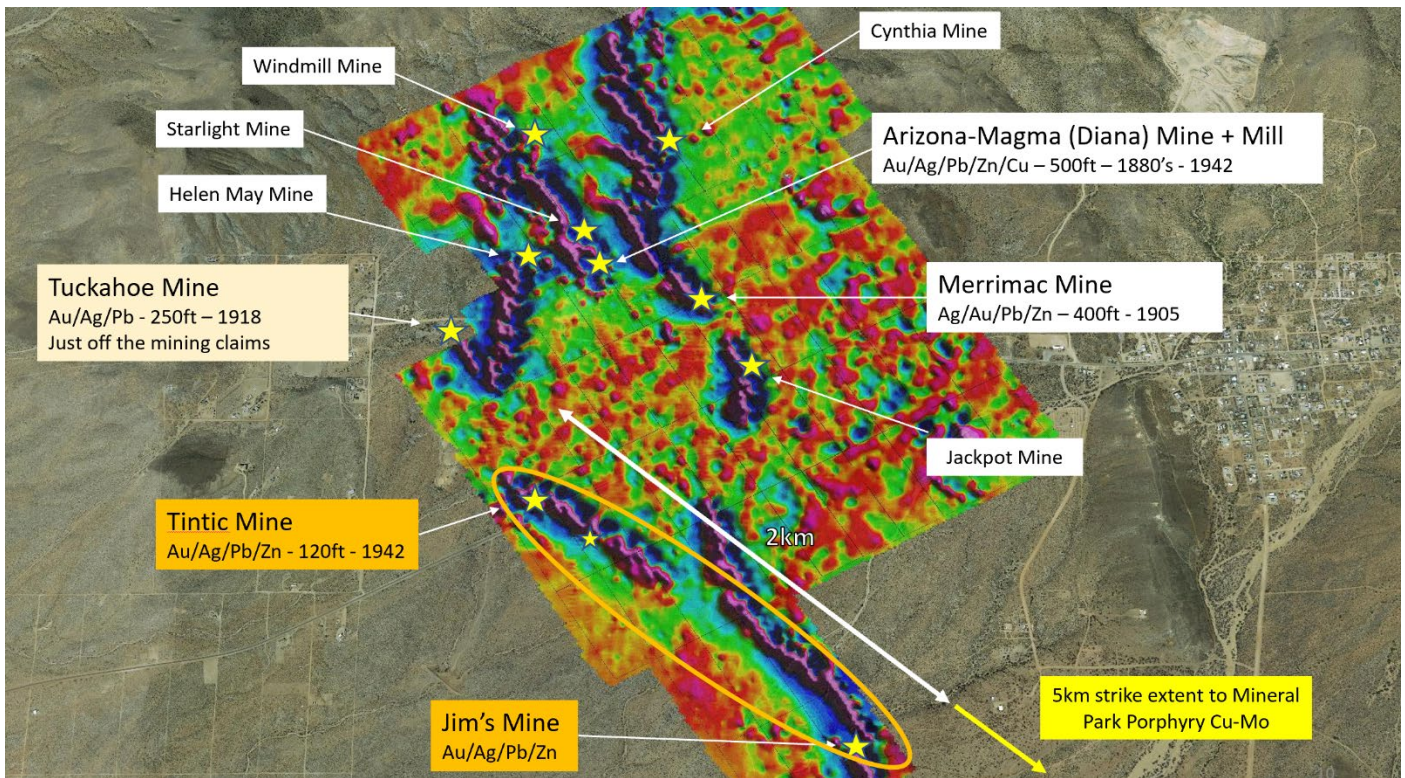 Cynthia Mine
Windmill Mine
Starlight Mine
Arizona-Magma (Diana) Mine + Mill
Au/Ag/Pb/Zn/Cu – 500ft – 1880’s - 1942
Helen May Mine
Tuckahoe Mine
Au/Ag/Pb - 250ft – 1918
Just off the mining claims
Merrimac Mine
Ag/Au/Pb/Zn – 400ft - 1905
Jackpot Mine
Tintic Mine
Au/Ag/Pb/Zn - 120ft - 1942
2km
Jim’s Mine
Au/Ag/Pb/Zn
5km strike extent to Mineral
Park Porphyry Cu-Mo